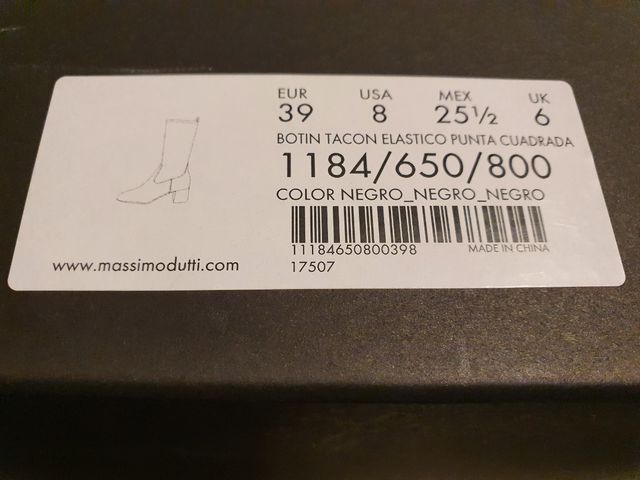 EUR USA MEX UK
39 8 25½ 6
BOTIN TACON ELASTICO PUNTA CUADRADA
1184/650/800
COLOR NEGRO_NEGRO_NEGRO
11184650800398 MADE IN CHINA
www.massimodutti.com 17507